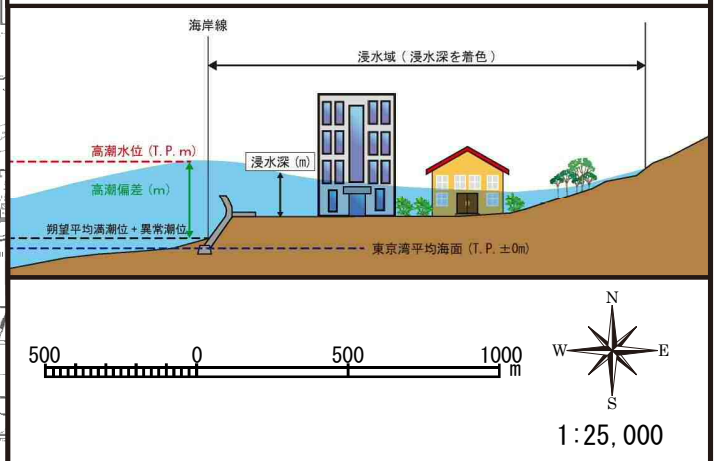 海岸線
浸水域 ( 浸水深を着色 )
高潮水位 (T.P. m)
浸水深 (m)
高潮偏差 (m)
朔望平均満潮位 + 異常潮位
東京湾平均海面 (T.P. ±0m)
500 0 500 1000 m
N
W E
S
1:25,000